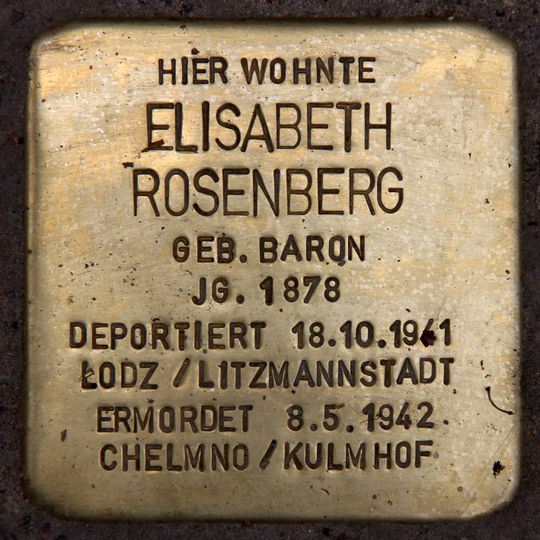 HIER WOHNTE
ELISABETH
ROSENBERG
GEB. BARON
JG. 1878
DEPORTIERT 18.10.1941
ŁODZ / LITZMANNSTADT
ERMORDET 8.5.1942
CHELMNO / KULMHOF